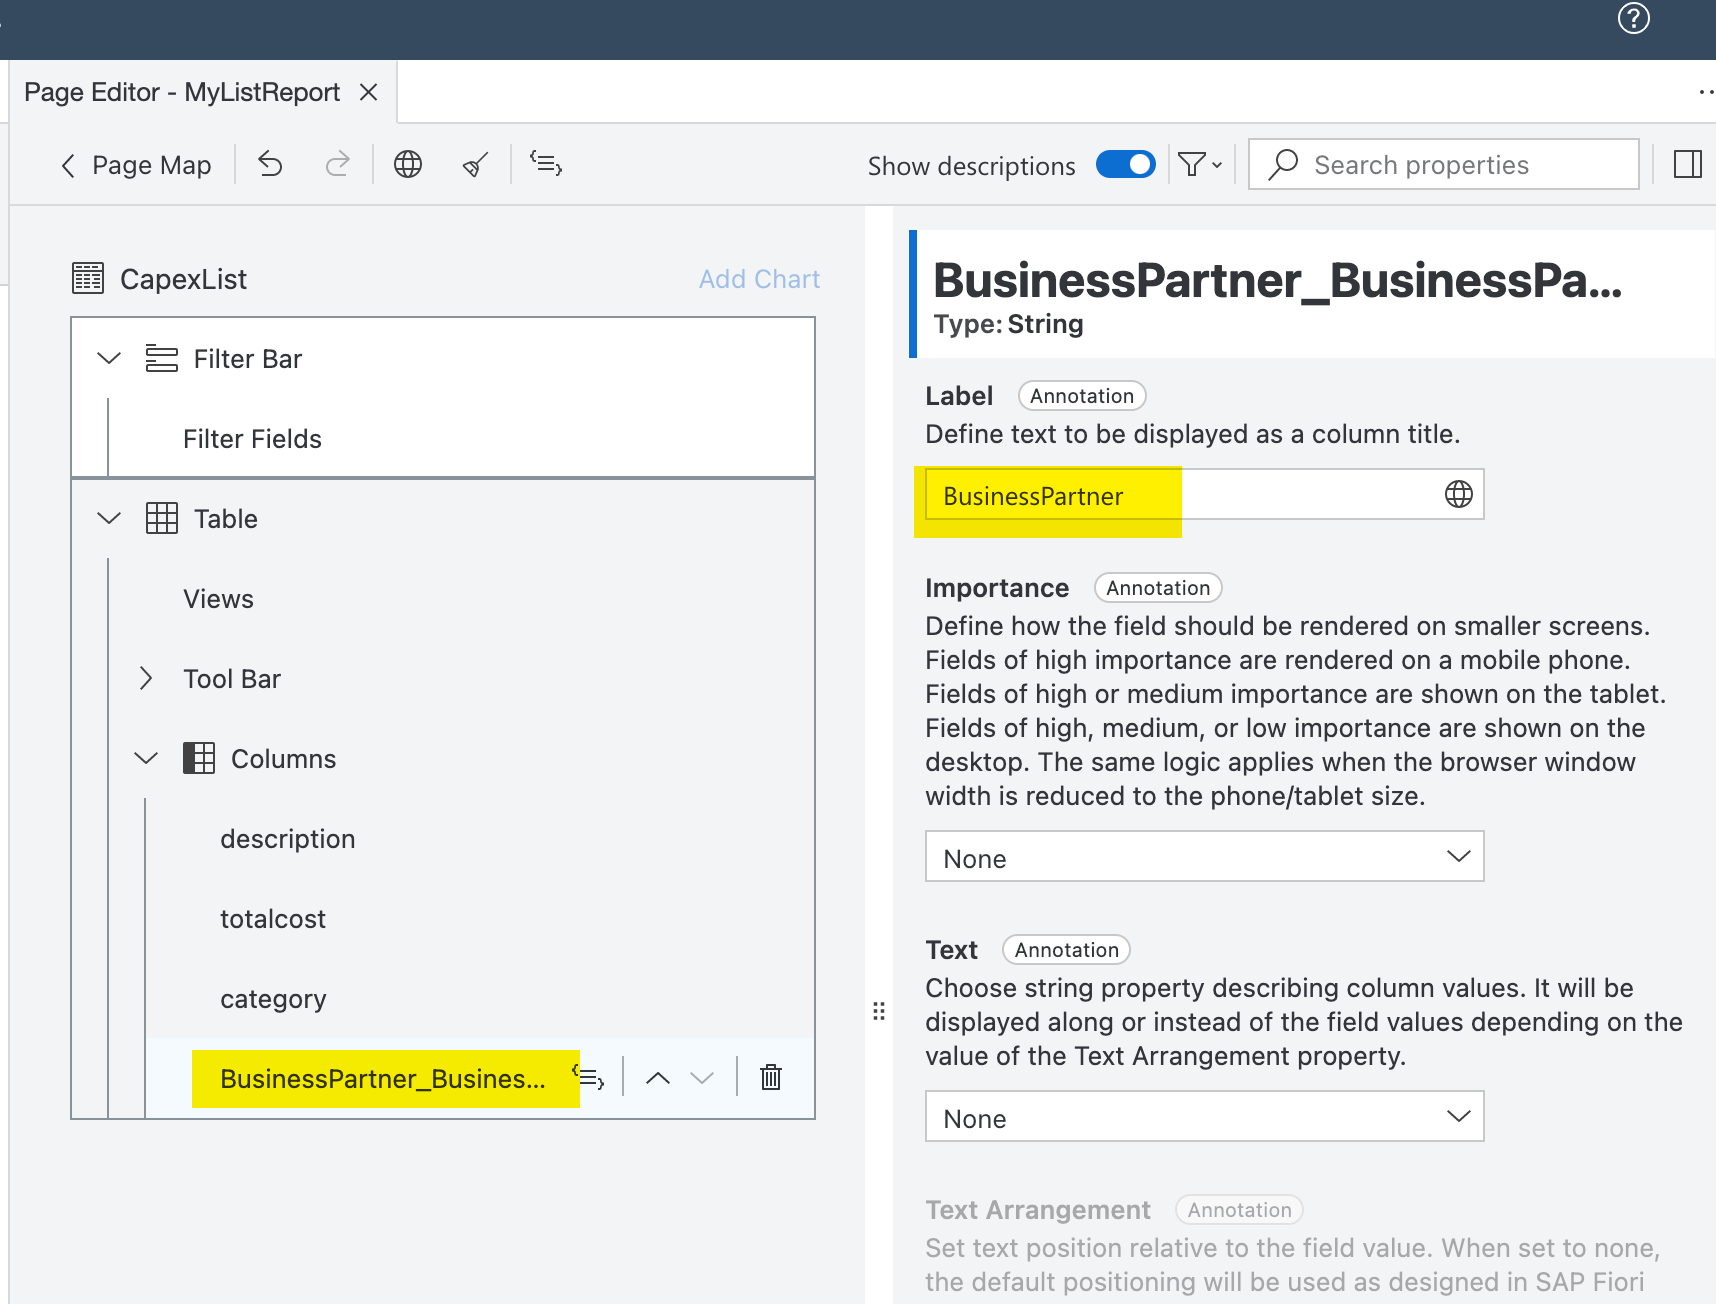 Page Editor - MyListReport
Page Map
Show descriptions
Search properties
CapexList
Add Chart
Filter Bar
Filter Fields
Table
Views
Tool Bar
Columns
description
totalcost
category
BusinessPartner_Busines...
BusinessPartner_BusinessPa...
Type: String
Label Annotation
Define text to be displayed as a column title.
BusinessPartner
Importance Annotation
Define how the field should be rendered on smaller screens.
Fields of high importance are rendered on a mobile phone.
Fields of high or medium importance are shown on the tablet.
Fields of high, medium, or low importance are shown on the
desktop. The same logic applies when the browser window
width is reduced to the phone/tablet size.
None
Text Annotation
Choose string property describing column values. It will be
displayed along or instead of the field values depending on the
value of the Text Arrangement property.
None
Text Arrangement Annotation
Set text position relative to the field value. When set to none,
the default positioning will be used as designed in SAP Fiori